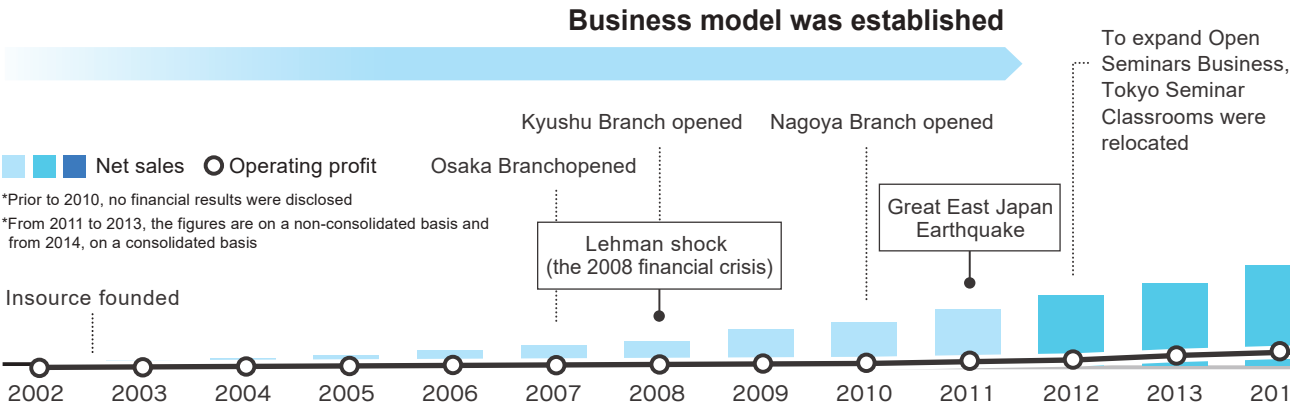 Business model was established
To expand Open
Seminars Business,
Tokyo Seminar
Classrooms were
relocated
Kyushu Branch opened
Nagoya Branch opened
Net sales
Operating profit
Osaka Branchopened
*Prior to 2010, no financial results were disclosed
*From 2011 to 2013, the figures are on a non-consolidated basis and
from 2014, on a consolidated basis
Great East Japan
Earthquake
Lehman shock
(the 2008 financial crisis)
Insource founded
2002 2003 2004 2005 2006 2007 2008 2009 2010 2011 2012 2013 201